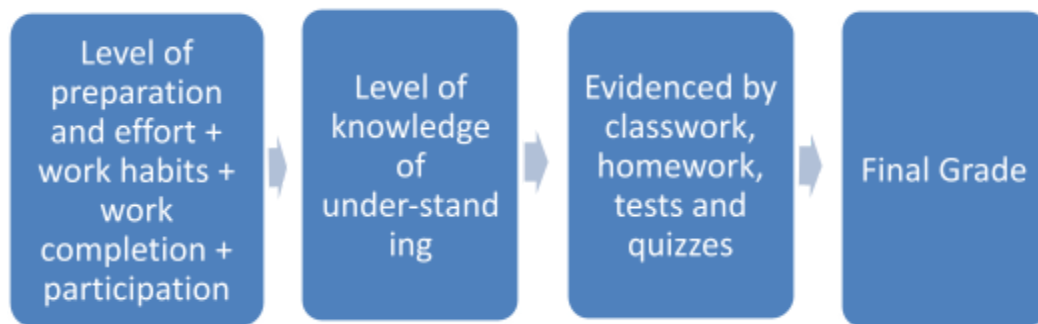 Level of
preparation
and effort +
work habits +
work
completion +
participation
Level of
knowledge
of
under-stand
ing
Evidenced by
classwork,
homework,
tests and
quizzes
Final Grade